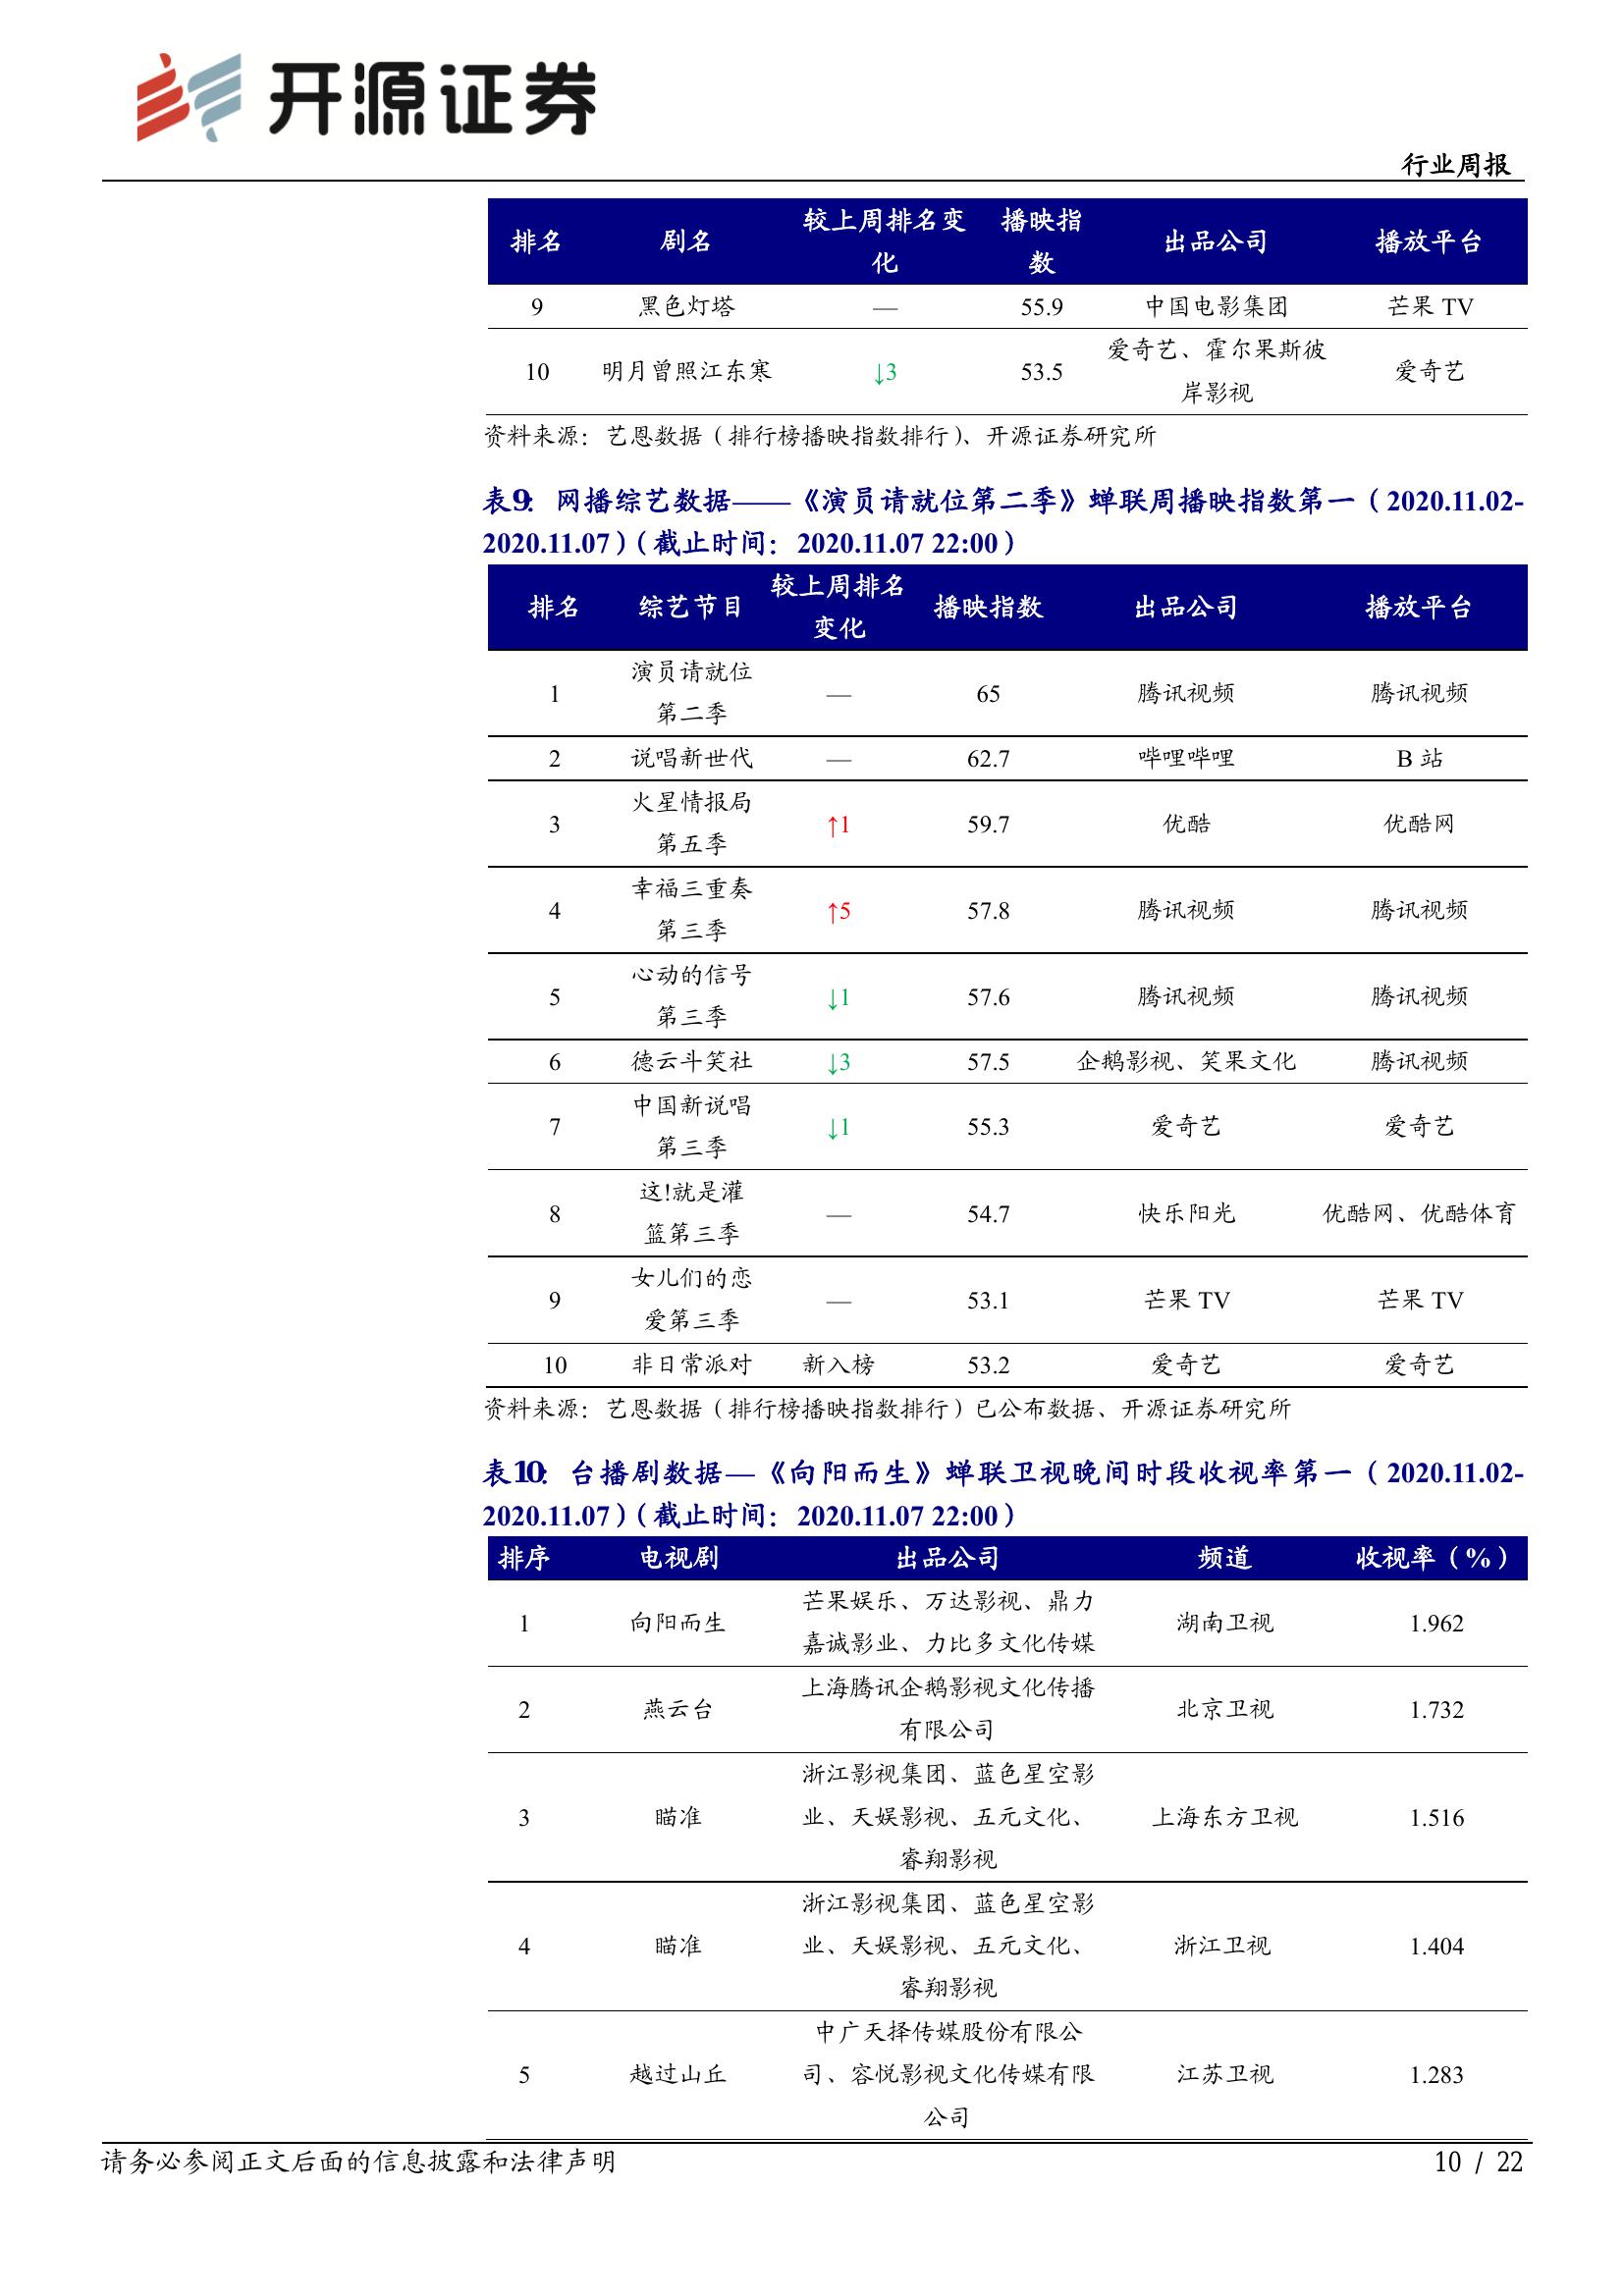 开源证券
行业周报
排名 剧名 较上周排名变化 播映指数 出品公司 播放平台
9 黑色灯塔 — 55.9 中国电影集团 芒果 TV
10 明月曾照江东寒 ↓3 53.5 爱奇艺、霍尔果斯彼岸影视 爱奇艺
资料来源：艺恩数据（排行榜播映指数排行）、开源证券研究所
表9：网播综艺数据——《演员请就位第二季》蝉联周播映指数第一（2020.11.02-
2020.11.07）（截止时间：2020.11.07 22:00）
排名 综艺节目 较上周排名变化 播映指数 出品公司 播放平台
1 演员请就位第二季 — 65 腾讯视频 腾讯视频
2 说唱新世代 — 62.7 哔哩哔哩 B 站
3 火星情报局第五季 ↑1 59.7 优酷 优酷网
4 幸福三重奏第三季 ↑5 57.8 腾讯视频 腾讯视频
5 心动的信号第三季 ↓1 57.6 腾讯视频 腾讯视频
6 德云斗笑社 ↓3 57.5 企鹅影视、笑果文化 腾讯视频
7 中国新说唱第三季 ↓1 55.3 爱奇艺 爱奇艺
8 这!就是灌篮第三季 — 54.7 快乐阳光 优酷网、优酷体育
9 女儿们的恋爱第三季 — 53.1 芒果 TV 芒果 TV
10 非日常派对 新入榜 53.2 爱奇艺 爱奇艺
资料来源：艺恩数据（排行榜播映指数排行）已公布数据、开源证券研究所
表10：台播剧数据—《向阳而生》蝉联卫视晚间时段收视率第一（2020.11.02-
2020.11.07）（截止时间：2020.11.07 22:00）
排序 电视剧 出品公司 频道 收视率（%）
1 向阳而生 芒果娱乐、万达影视、鼎力嘉诚影业、力比多文化传媒 湖南卫视 1.962
2 燕云台 上海腾讯企鹅影视文化传播有限公司 北京卫视 1.732
3 瞄准 浙江影视集团、蓝色星空影业、天娱影视、五元文化、睿翔影视 上海东方卫视 1.516
4 瞄准 浙江影视集团、蓝色星空影业、天娱影视、五元文化、睿翔影视 浙江卫视 1.404
5 越过山丘 中广天择传媒股份有限公司、容悦影视文化传媒有限公司 江苏卫视 1.283
请务必参阅正文后面的信息披露和法律声明
10 / 22